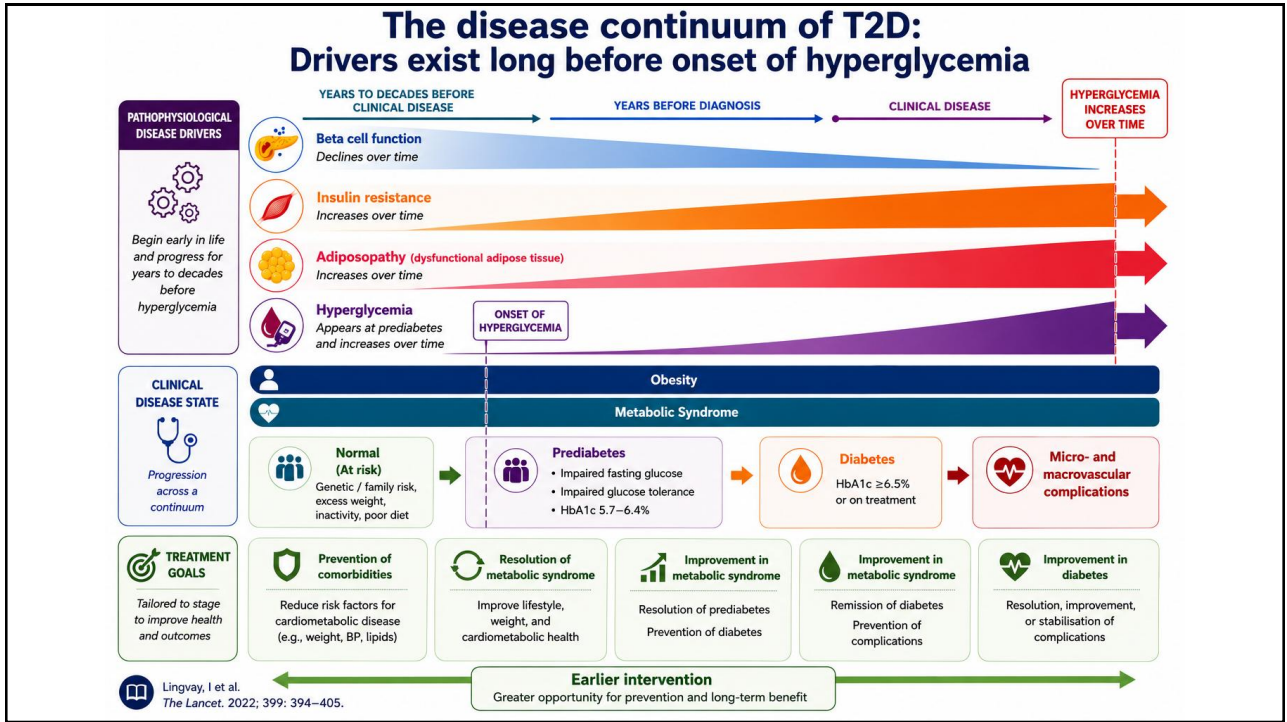 The disease continuum of T2D:
Drivers exist long before onset of hyperglycemia
YEARS TO DECADES BEFORE
CLINICAL DISEASE
YEARS BEFORE DIAGNOSIS
CLINICAL DISEASE
HYPERGLYCEMIA
INCREASES
OVER TIME
PATHOPHYSIOLOGICAL
DISEASE DRIVERS
Begin early in life
and progress for
years to decades
before
hyperglycemia
Beta cell function
Declines over time
Insulin resistance
Increases over time
Adiposopathy (dysfunctional adipose tissue)
Increases over time
Hyperglycemia
Appears at prediabetes
and increases over time
ONSET OF
HYPERGLYCEMIA
CLINICAL
DISEASE STATE
Progression
across a
continuum
Obesity
Metabolic Syndrome
Normal
(At risk)
Genetic / family risk,
excess weight,
inactivity, poor diet
Prediabetes
• Impaired fasting glucose
• Impaired glucose tolerance
• HbA1c 5.7–6.4%
Diabetes
HbA1c ≥6.5%
or on treatment
Micro- and
macrovascular
complications
TREATMENT
GOALS
Tailored to stage
to improve health
and outcomes
Prevention of
comorbidities
Reduce risk factors for
cardiometabolic disease
(e.g., weight, BP, lipids)
Resolution of
metabolic syndrome
Improve lifestyle,
weight, and
cardiometabolic health
Improvement in
metabolic syndrome
Resolution of prediabetes
Prevention of diabetes
Improvement in
metabolic syndrome
Remission of diabetes
Prevention of
complications
Improvement in
diabetes
Resolution, improvement,
or stabilisation of
complications
Earlier intervention
Greater opportunity for prevention and long-term benefit
Lingvay, I et al.
The Lancet. 2022; 399: 394–405.